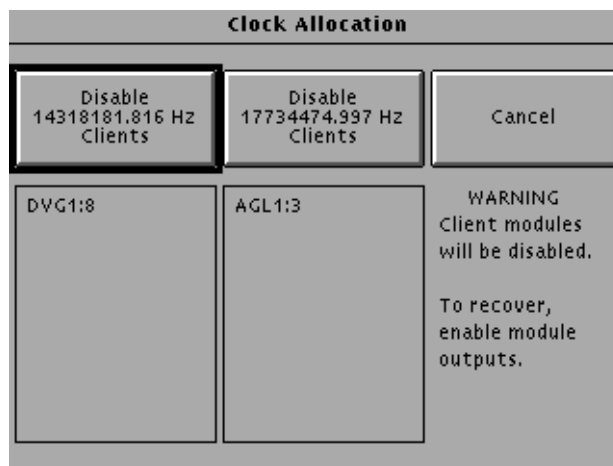 Clock Allocation
Disable
14318181.816 Hz
Clients
Disable
17734474.997 Hz
Clients
Cancel
DVG1:8
AGL1:3
WARNING
Client modules
will be disabled.
To recover,
enable module
outputs.